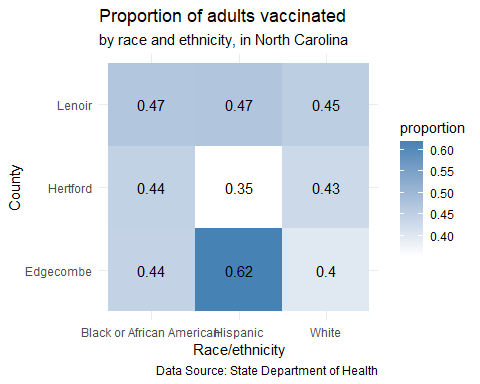 Proportion of adults vaccinated
by race and ethnicity, in North Carolina
County
Lenoir 0.47 0.47 0.45
Hertford 0.44 0.35 0.43
Edgecombe 0.44 0.62 0.4
Black or African American Hispanic White
Race/ethnicity
Data Source: State Department of Health
proportion
0.60
0.55
0.50
0.45
0.40